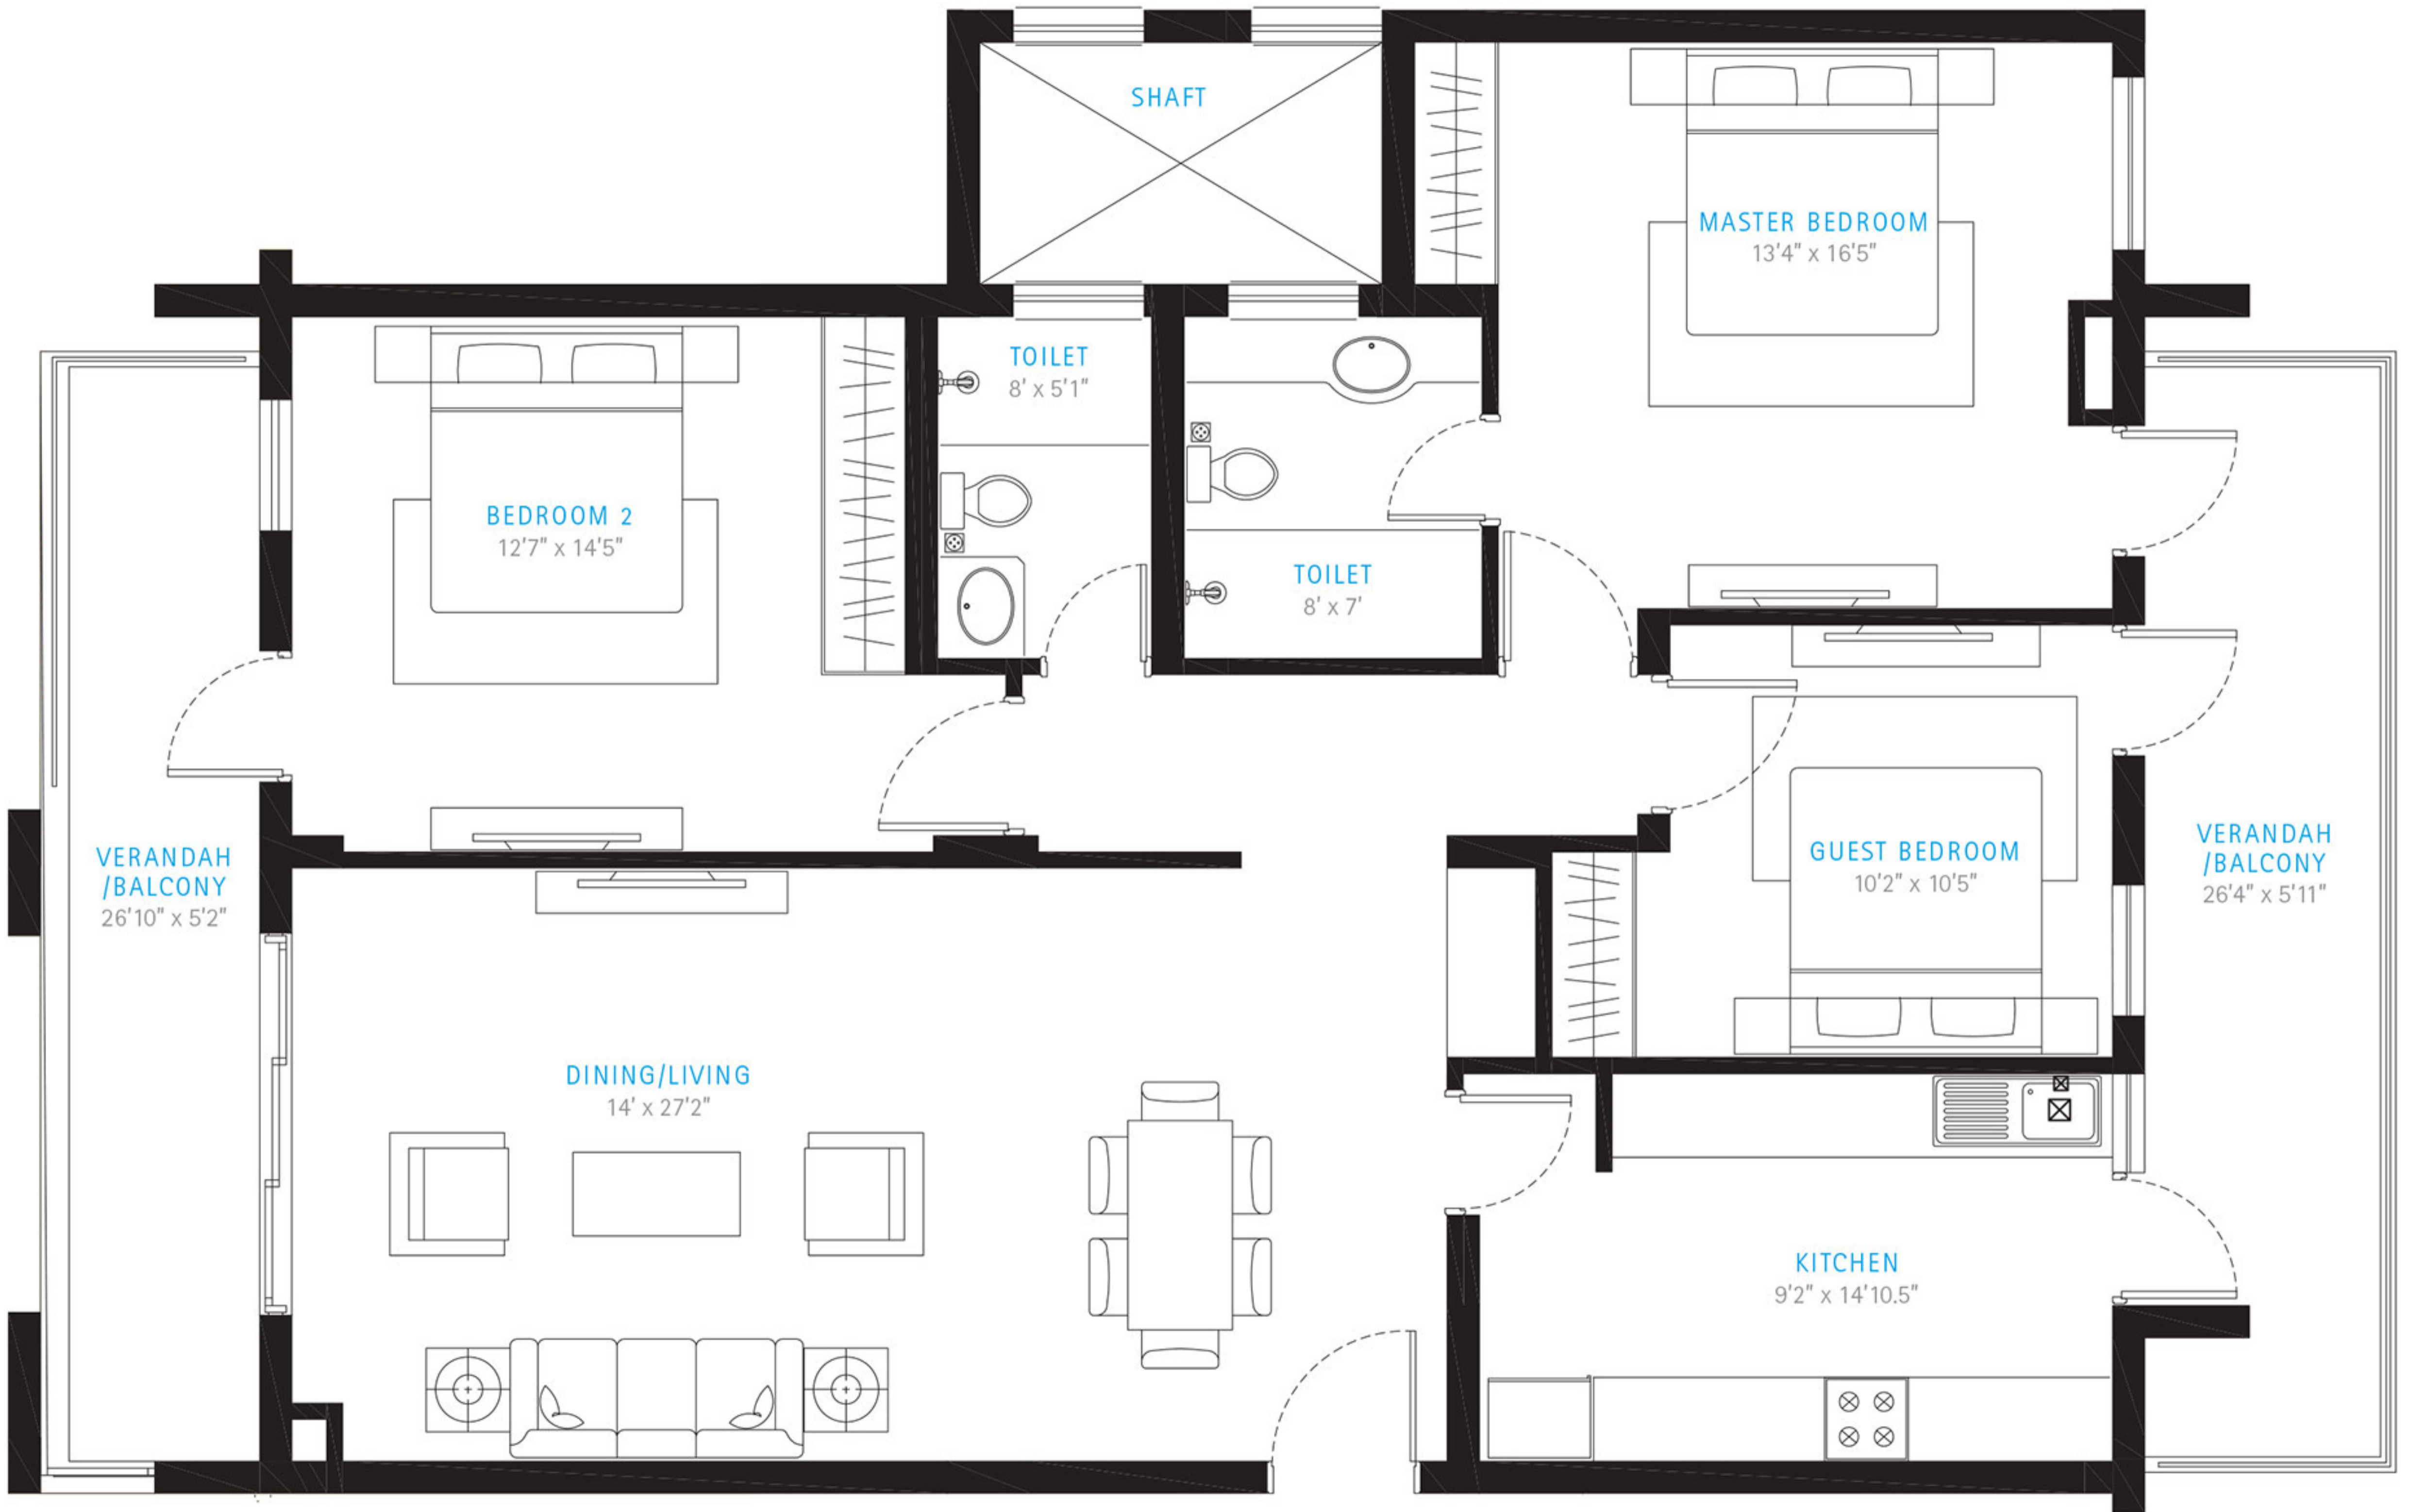 SHAFT
MASTER BEDROOM
13'4" x 16'5"
TOILET
8' x 5'1"
BEDROOM 2
12'7" x 14'5"
TOILET
8' x 7'
VERANDAH
/BALCONY
26'10" x 5'2"
GUEST BEDROOM
10'2" x 10'5"
VERANDAH
/BALCONY
26'4" x 5'11"
DINING/LIVING
14' x 27'2"
KITCHEN
9'2" x 14'10.5"